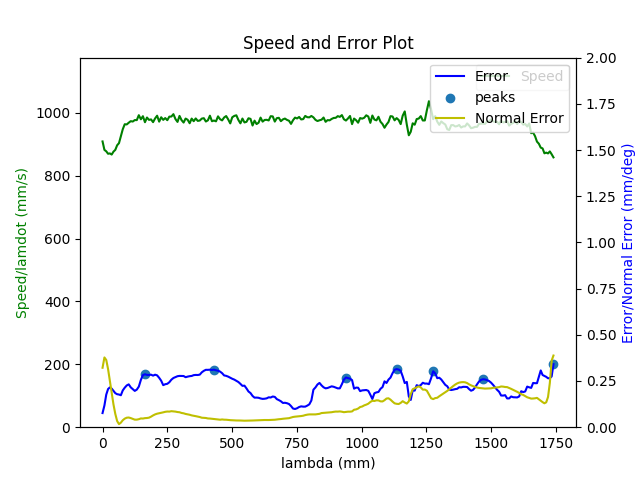 Speed and Error Plot
Speed/lamdot (mm/s)
0
200
400
600
800
1000
0
250
500
750
1000
1250
1500
1750
lambda (mm)
0.00
0.25
0.50
0.75
1.00
1.25
1.50
1.75
2.00
Error/Normal Error (mm/deg)
Speed
Error
peaks
Normal Error